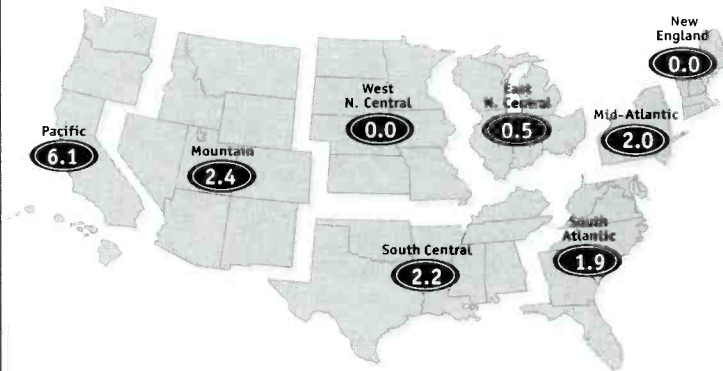 New
England
0.0
West
N. Central
0.0
East
N. Central
0.5
Mid-Atlantic
2.0
Pacific
6.1
Mountain
2.4
South
Atlantic
1.9
South Central
2.2